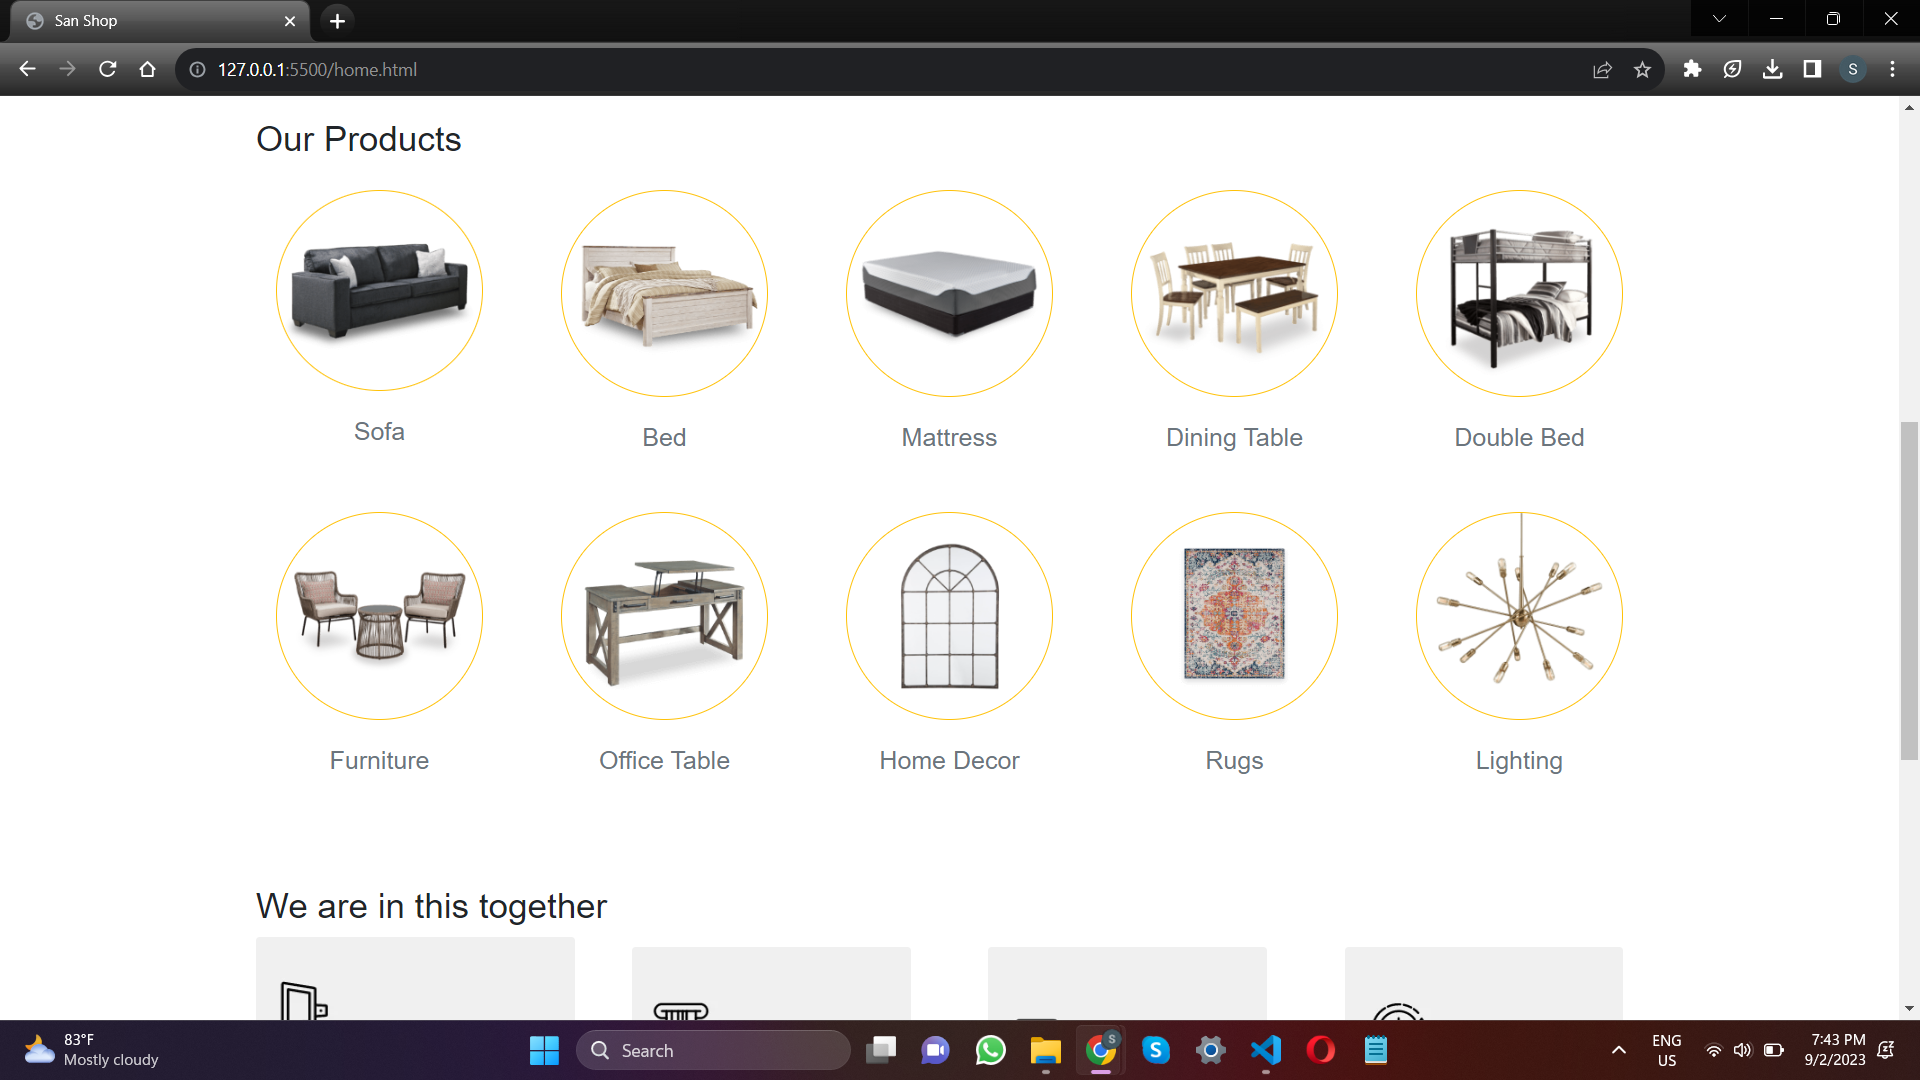 San Shop
127.0.0.1:5500/home.html
S
Our Products
Sofa
Bed
Mattress
Dining Table
Double Bed
Furniture
Office Table
Home Decor
Rugs
Lighting
We are in this together
83°F
Mostly cloudy
Search
S
S
ENG
US
7:43 PM
9/2/2023